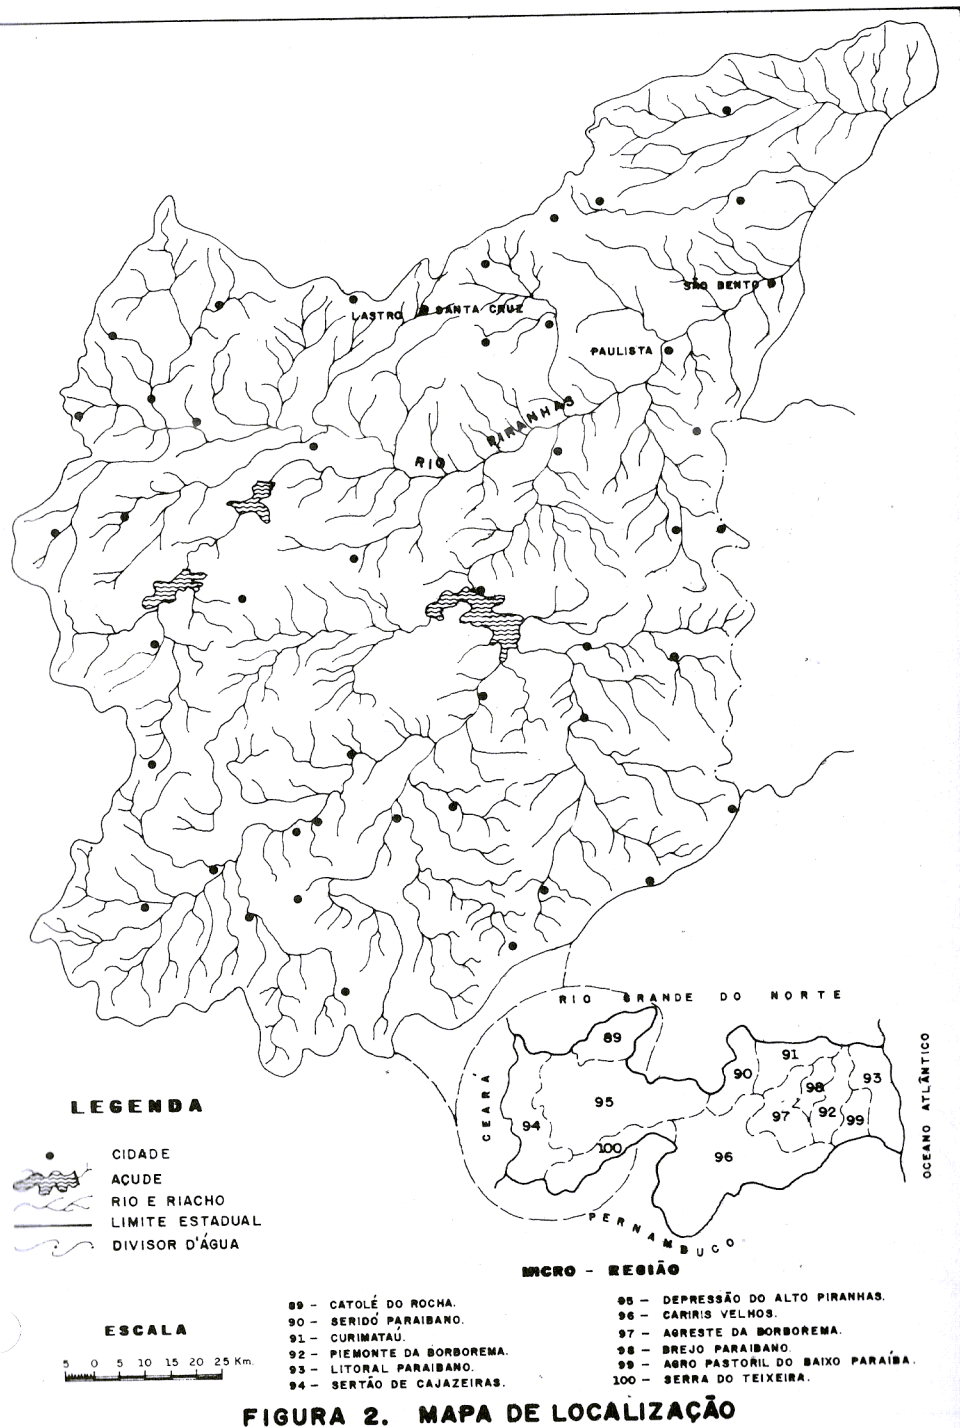 SÃO BENTO
LASTRO
SANTA CRUZ
PAULISTA
RIO PIRANHAS
RIO GRANDE DO NORTE
CEARÁ
OCEANO ATLÂNTICO
PERNAMBUCO
89
91
90
98
93
95
94
97
92
99
100
96
LEGENDA
CIDADE
AÇUDE
RIO E RIACHO
LIMITE ESTADUAL
DIVISOR D'ÁGUA
ESCALA
5 0 5 10 15 20 25 Km.
MICRO - REGIÃO
89 - CATOLÉ DO ROCHA.
90 - SERIDÓ PARAIBANO.
91 - CURIMATAÚ.
92 - PIEMONTE DA BORBOREMA.
93 - LITORAL PARAIBANO.
94 - SERTÃO DE CAJAZEIRAS.
95 - DEPRESSÃO DO ALTO PIRANHAS.
96 - CARIRIS VELHOS.
97 - AGRESTE DA BORBOREMA.
98 - BREJO PARAIBANO.
99 - AGRO PASTORIL DO BAIXO PARAÍBA.
100 - SERRA DO TEIXEIRA.
FIGURA 2. MAPA DE LOCALIZAÇÃO